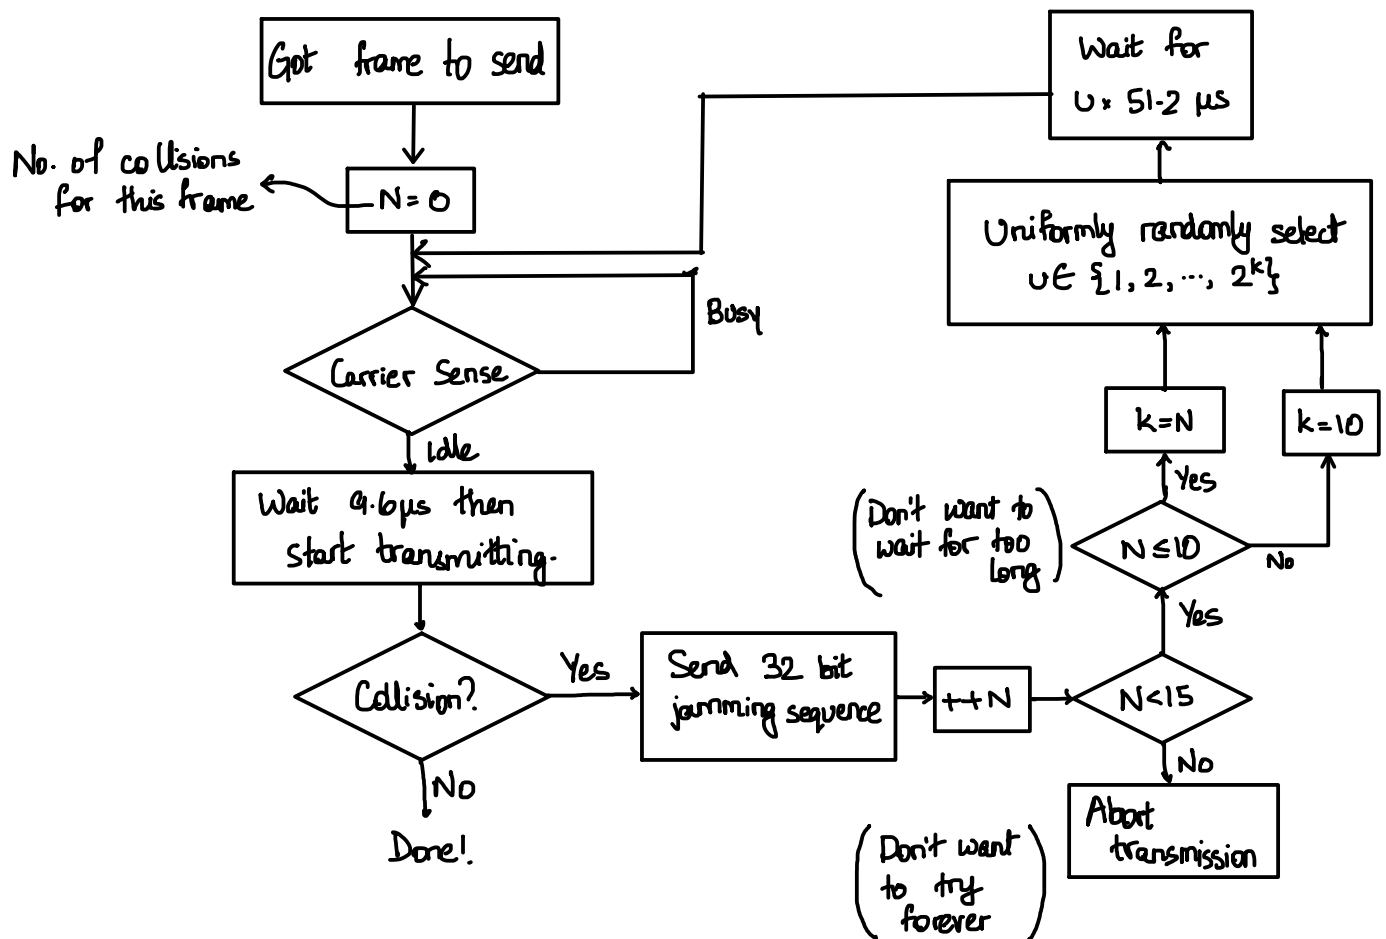 Got frame to send
No. of collisions
for this frame
N = 0
Carrier Sense
Busy
Idle
Wait 9.6μs then
start transmitting.
Collision?
No
Done!
Yes
Send 32 bit
jamming sequence
++N
N<15
No
Abort
transmission
(Don't want
to try
forever
Yes
N ≤ 10
(Don't want to
wait for too
long)
Yes
k=N
No
k=10
Uniformly randomly select
U ∈ {1, 2, ..., 2^k}
Wait for
U × 51.2 μs